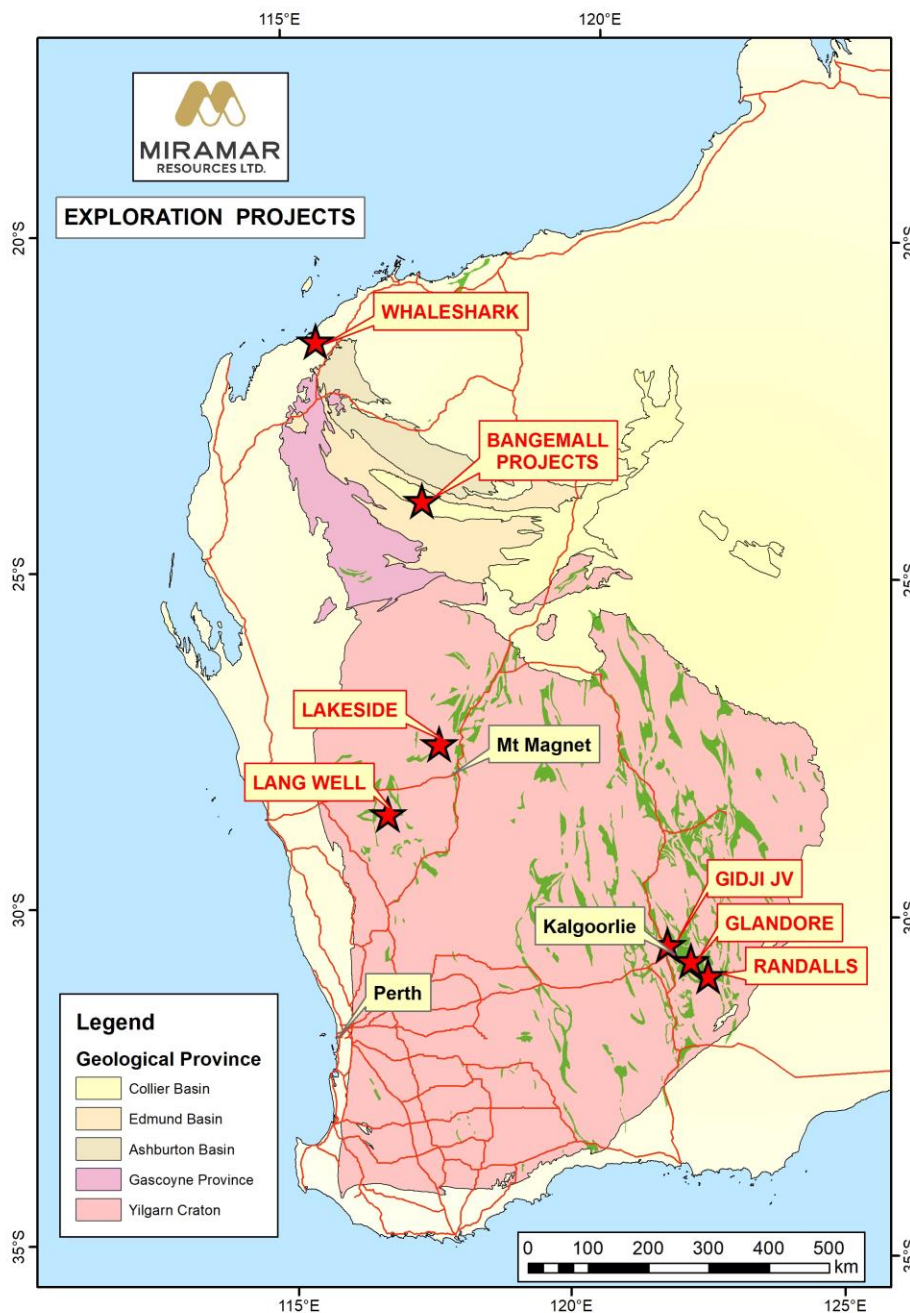 115°E
120°E
MIRAMAR
RESOURCES LTD.
EXPLORATION PROJECTS
20°S
20°S
WHALESHARK
BANGEMALL
PROJECTS
25°S
25°S
LAKESIDE
Mt Magnet
LANG WELL
GIDJI JV
30°S
30°S
Kalgoorlie
GLANDORE
RANDALLS
Perth
Legend
Geological Province
Collier Basin
Edmund Basin
Ashburton Basin
Gascoyne Province
Yilgarn Craton
35°S
35°S
0 100 200 300 400 500
km
115°E
120°E
125°E